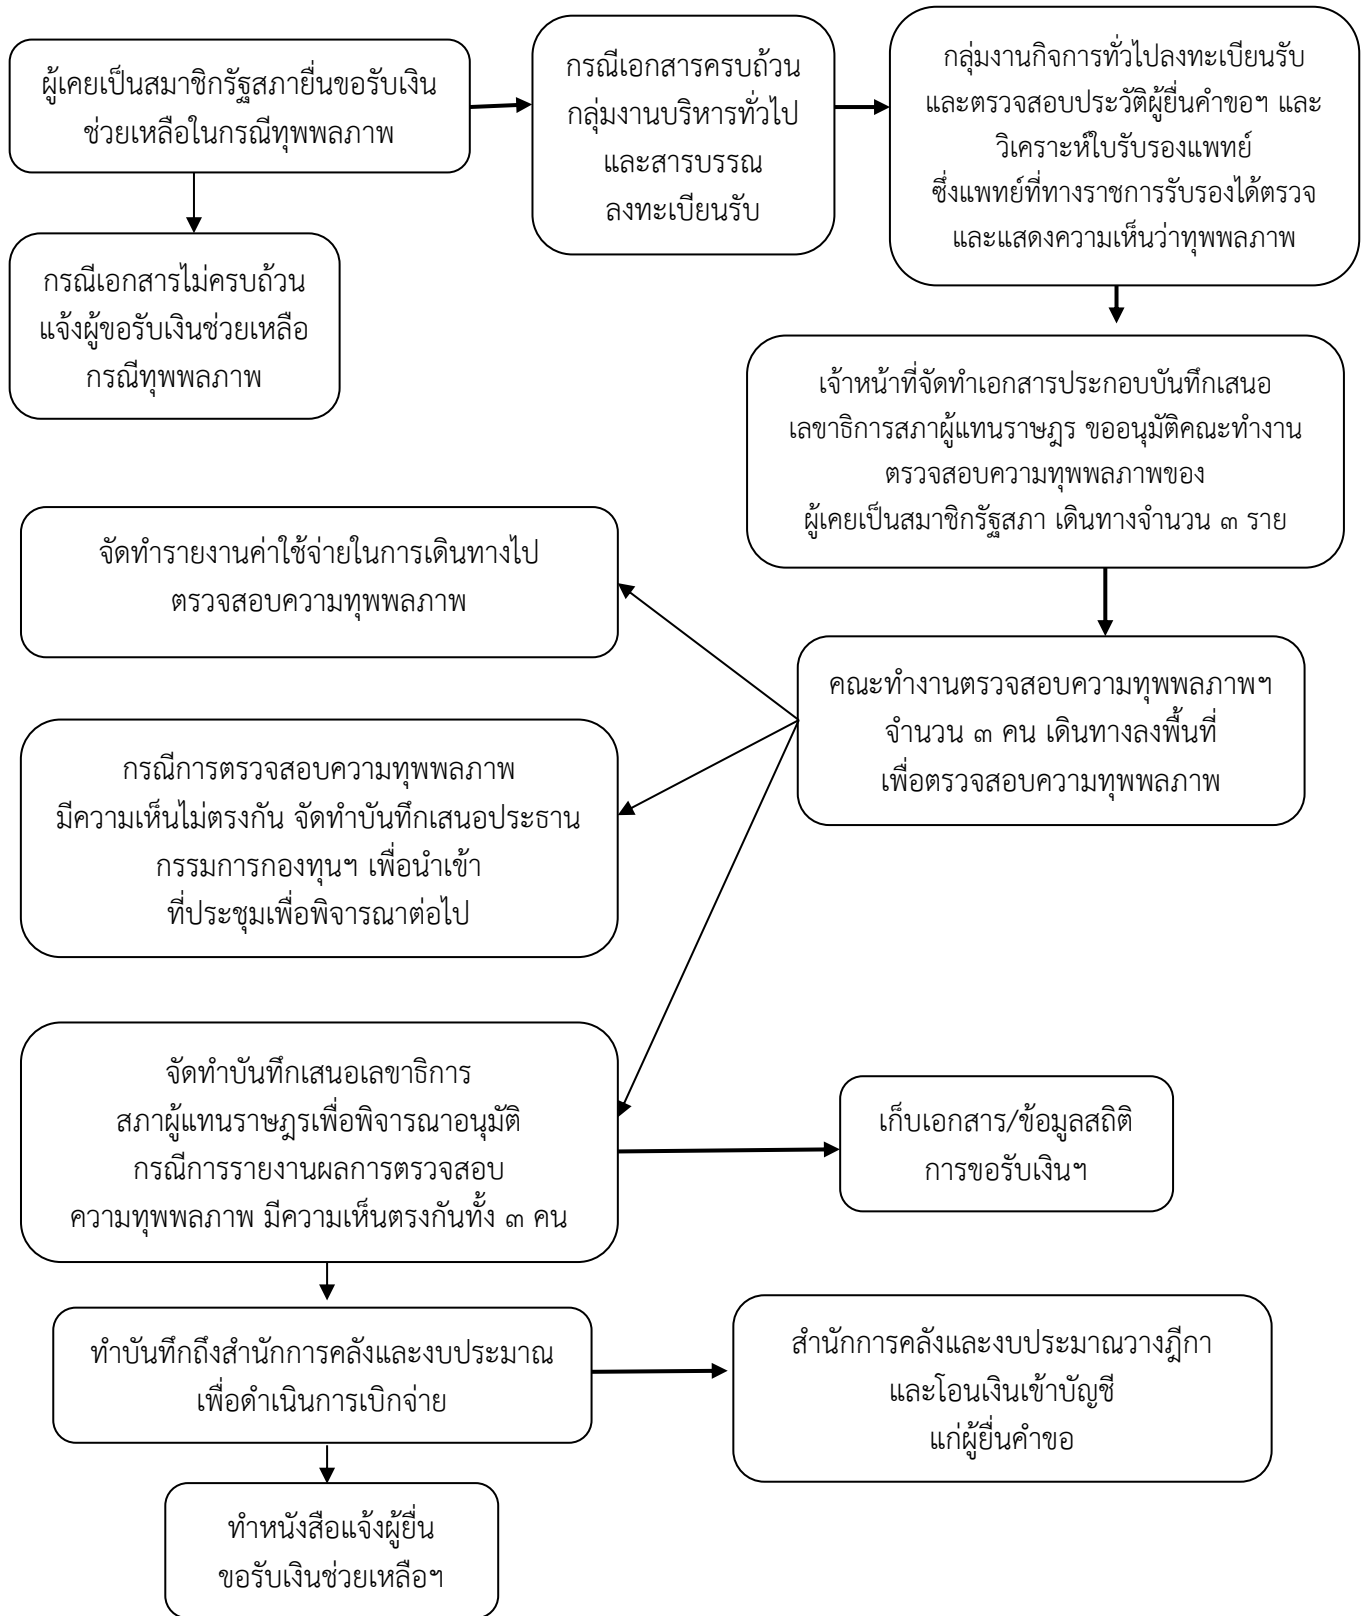 ผู้เคยเป็นสมาชิกรัฐสภายื่นขอรับเงิน
ช่วยเหลือในกรณีทุพพลภาพ
กรณีเอกสารครบถ้วน
กลุ่มงานบริหารทั่วไป
และสารบรรณ
ลงทะเบียนรับ
กลุ่มงานกิจการทั่วไปลงทะเบียนรับ
และตรวจสอบประวัติผู้ยื่นคำขอฯ และ
วิเคราะห์ใบรับรองแพทย์
ซึ่งแพทย์ที่ทางราชการรับรองได้ตรวจ
และแสดงความเห็นว่าทุพพลภาพ
กรณีเอกสารไม่ครบถ้วน
แจ้งผู้ขอรับเงินช่วยเหลือ
กรณีทุพพลภาพ
เจ้าหน้าที่จัดทำเอกสารประกอบบันทึกเสนอ
เลขาธิการสภาผู้แทนราษฎร ขออนุมัติคณะทำงาน
ตรวจสอบความทุพพลภาพของ
ผู้เคยเป็นสมาชิกรัฐสภา เดินทางจำนวน ๓ ราย
จัดทำรายงานค่าใช้จ่ายในการเดินทางไป
ตรวจสอบความทุพพลภาพ
คณะทำงานตรวจสอบความทุพพลภาพฯ
จำนวน ๓ คน เดินทางลงพื้นที่
เพื่อตรวจสอบความทุพพลภาพ
กรณีการตรวจสอบความทุพพลภาพ
มีความเห็นไม่ตรงกัน จัดทำบันทึกเสนอประธาน
กรรมการกองทุนฯ เพื่อนำเข้า
ที่ประชุมเพื่อพิจารณาต่อไป
จัดทำบันทึกเสนอเลขาธิการ
สภาผู้แทนราษฎรเพื่อพิจารณาอนุมัติ
กรณีการรายงานผลการตรวจสอบ
ความทุพพลภาพ มีความเห็นตรงกันทั้ง ๓ คน
เก็บเอกสาร/ข้อมูลสถิติ
การขอรับเงินฯ
ทำบันทึกถึงสำนักการคลังและงบประมาณ
เพื่อดำเนินการเบิกจ่าย
สำนักการคลังและงบประมาณวางฎีกา
และโอนเงินเข้าบัญชี
แก่ผู้ยื่นคำขอ
ทำหนังสือแจ้งผู้ยื่น
ขอรับเงินช่วยเหลือฯ